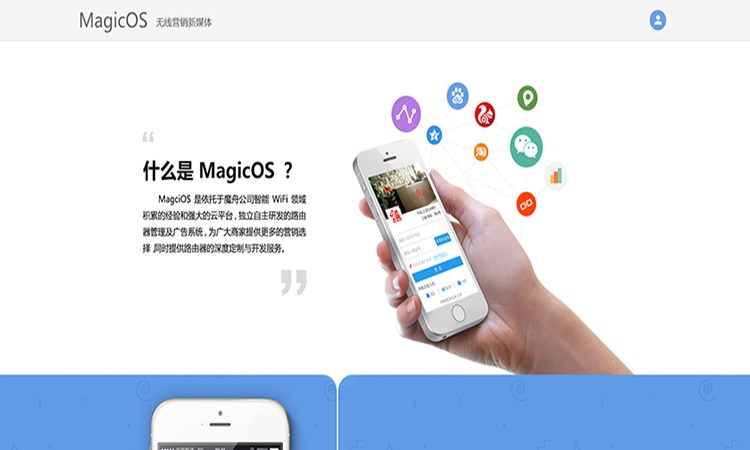 MagicOS 无线营销新媒体
什么是 MagicOS ？
MagciOS 是依托于魔舟公司智能 WiFi 领域
积累的经验和强大的云平台，独立自主研发的路由
器管理及广告系统，为广大商家提供更多的营销选
择，同时提供路由器的深度定制与开发服务。
淘